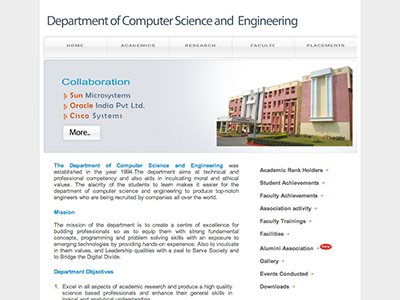 Department of Computer Science and Engineering
HOME ACADEMICS RESEARCH FACULTY PLACEMENTS
Collaboration
Sun Microsystems
Oracle India Pvt Ltd.
Cisco Systems
More..
The Department of Computer Science and Engineering was
established in the year 1994.The department aims at technical and
professional competency and also aids in inculcating moral and ethical
values. The alacrity of the students to learn makes it easier for the
department of computer science and engineering to produce top-notch
engineers who are being recruited by companies all over the world.
Mission
The mission of the department is to create a centre of excellence for
budding professionals so as to equip them with strong fundamental
concepts, programming and problem solving skills with an exposure to
emerging technologies by providing hands-on experience; Also to inculcate
in them values, and Leadership qualities with a zeal to Serve Society and
to Bridge the Digital Divide.
Department Objectives
1. Excel in all aspects of academic research and produce a high quality
science based professionals and enhance their general skills in
logical and analytical understanding
Academic Rank Holders
Student Achievements
Faculty Achievements
Association activity
Faculty Trainings
Facilities
Alumni Association
Gallery
Events Conducted
Downloads